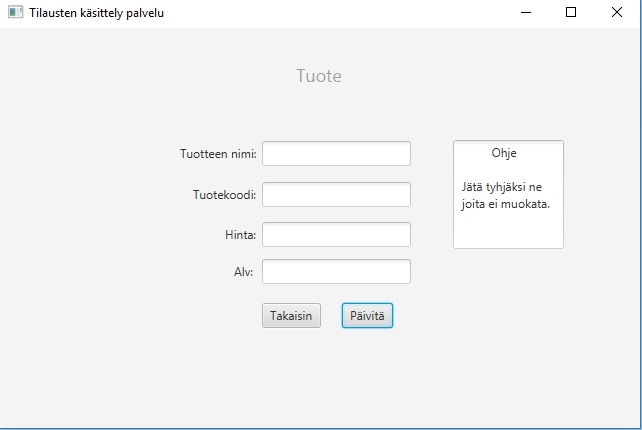 Tilausten käsittely palvelu
Tuote
Tuotteen nimi:
Tuotekoodi:
Hinta:
Alv:
Takaisin
Päivitä
Ohje
Jätä tyhjäksi ne
joita ei muokata.